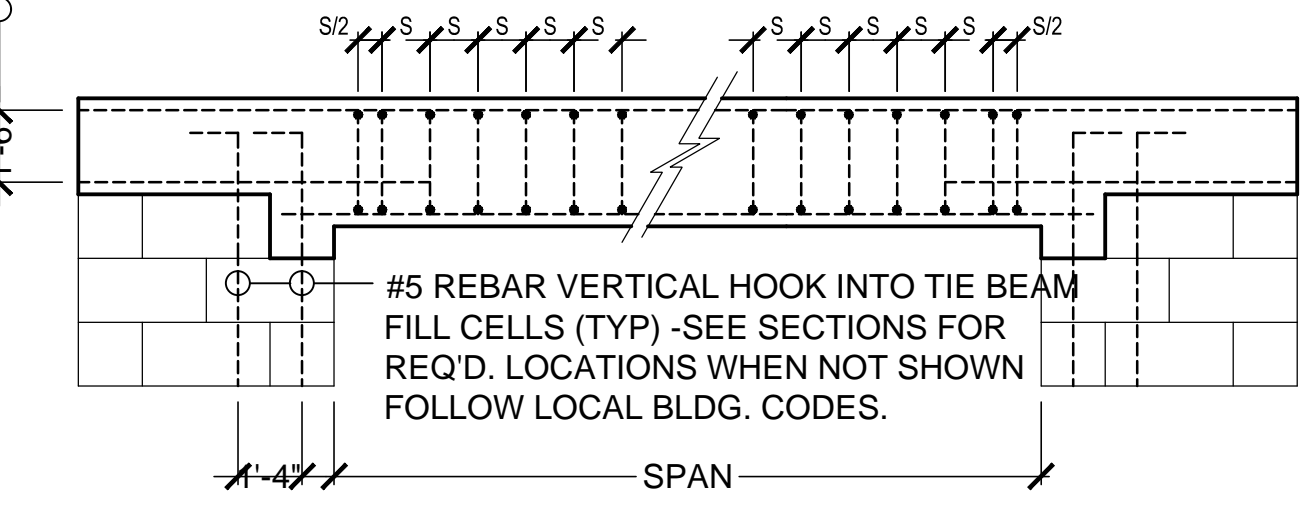 S/2 S S S S S S S S S S S/2
#5 REBAR VERTICAL HOOK INTO TIE BEAM
FILL CELLS (TYP) -SEE SECTIONS FOR
REQ'D. LOCATIONS WHEN NOT SHOWN
FOLLOW LOCAL BLDG. CODES.
1'-4" SPAN